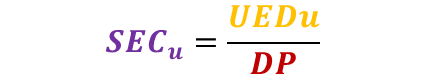 SECᵤ = UEDu / DP